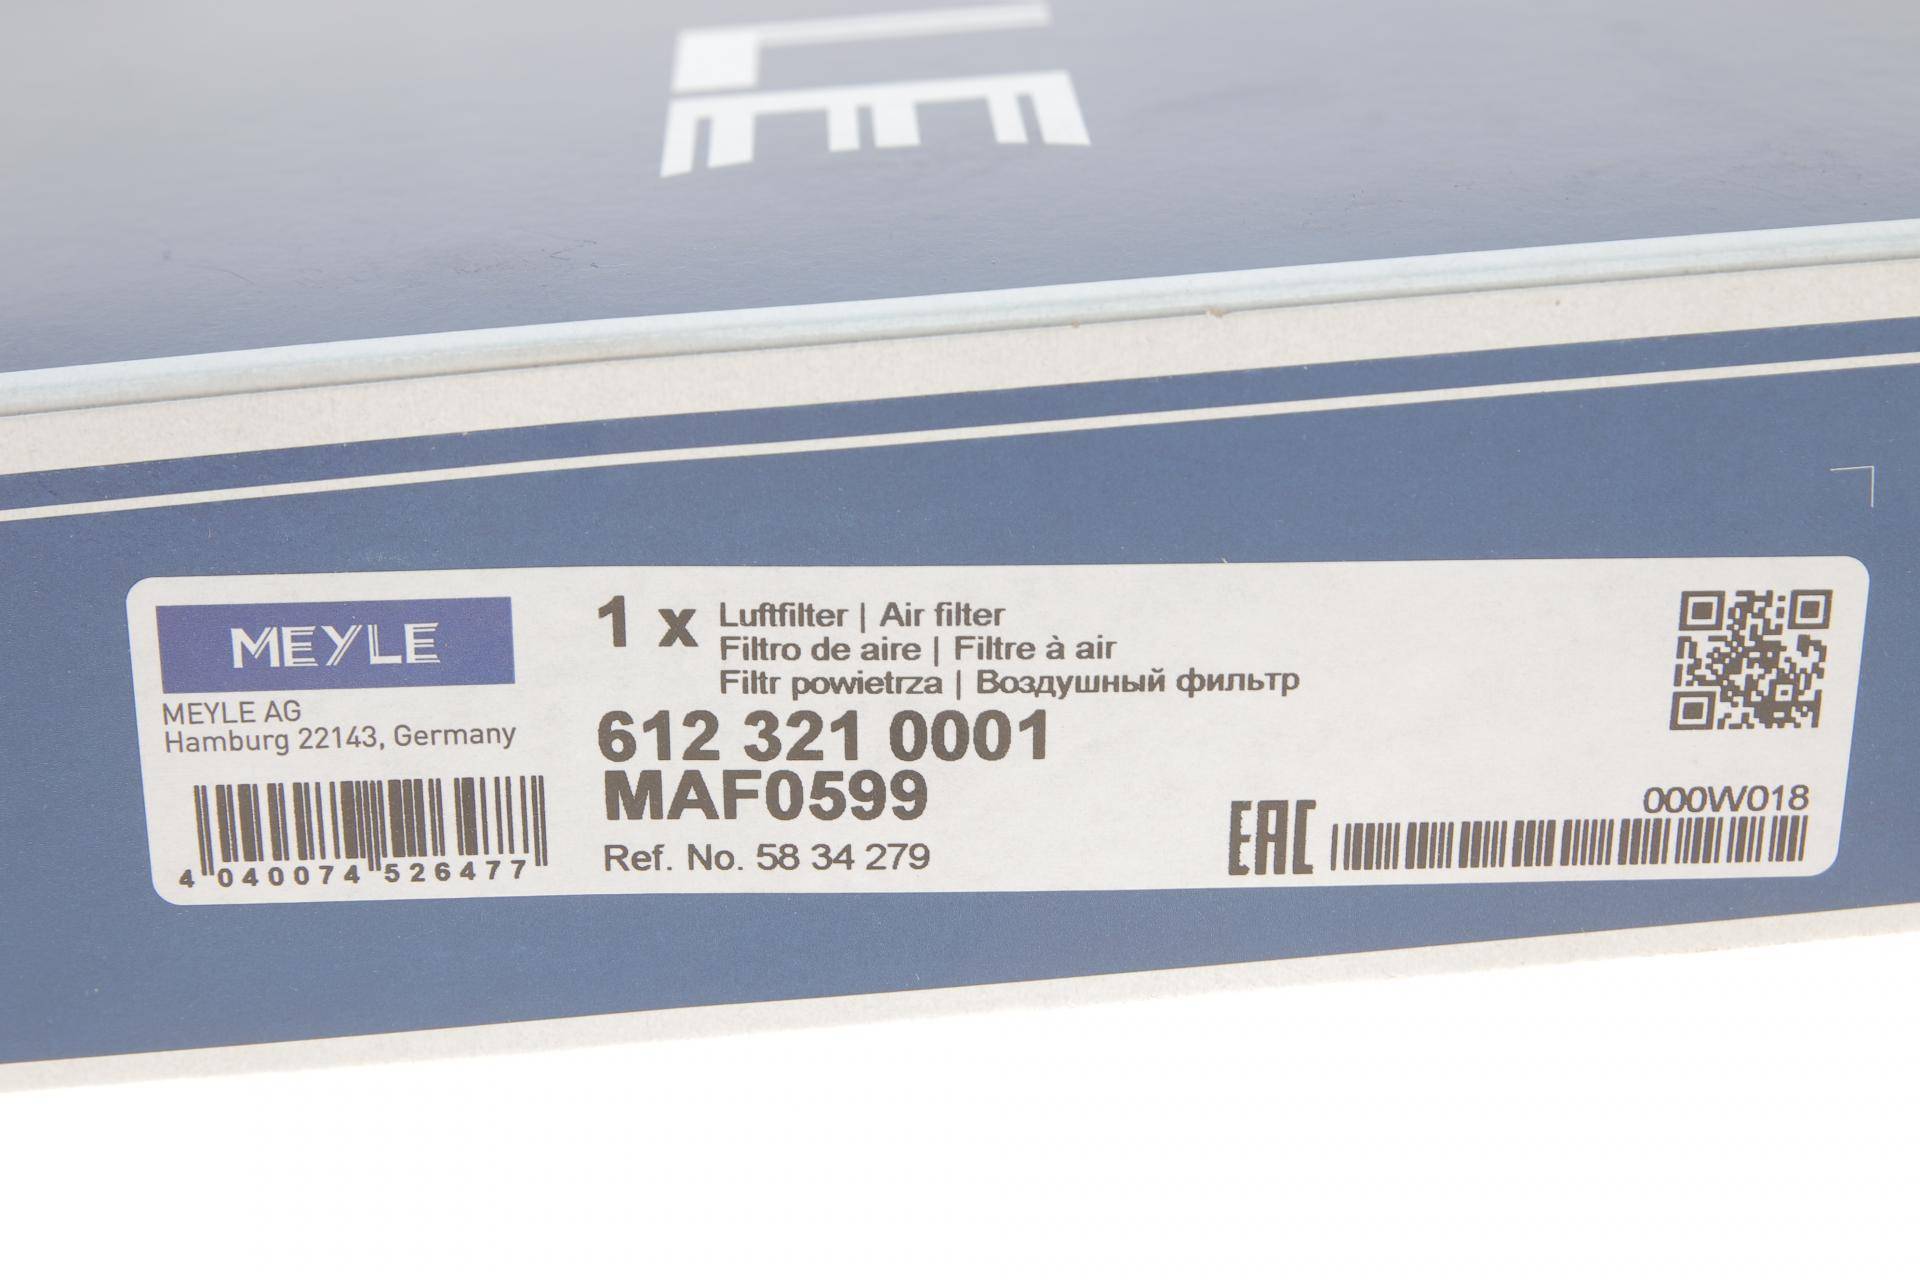 LE
MEYLE
MEYLE AG
Hamburg 22143, Germany
4 040074 526477
1 x Luftfilter | Air filter
Filtro de aire | Filtre à air
Filtr powietrza | Воздушный фильтр
612 321 0001
MAF0599
Ref. No. 58 34 279
EAC
000W018